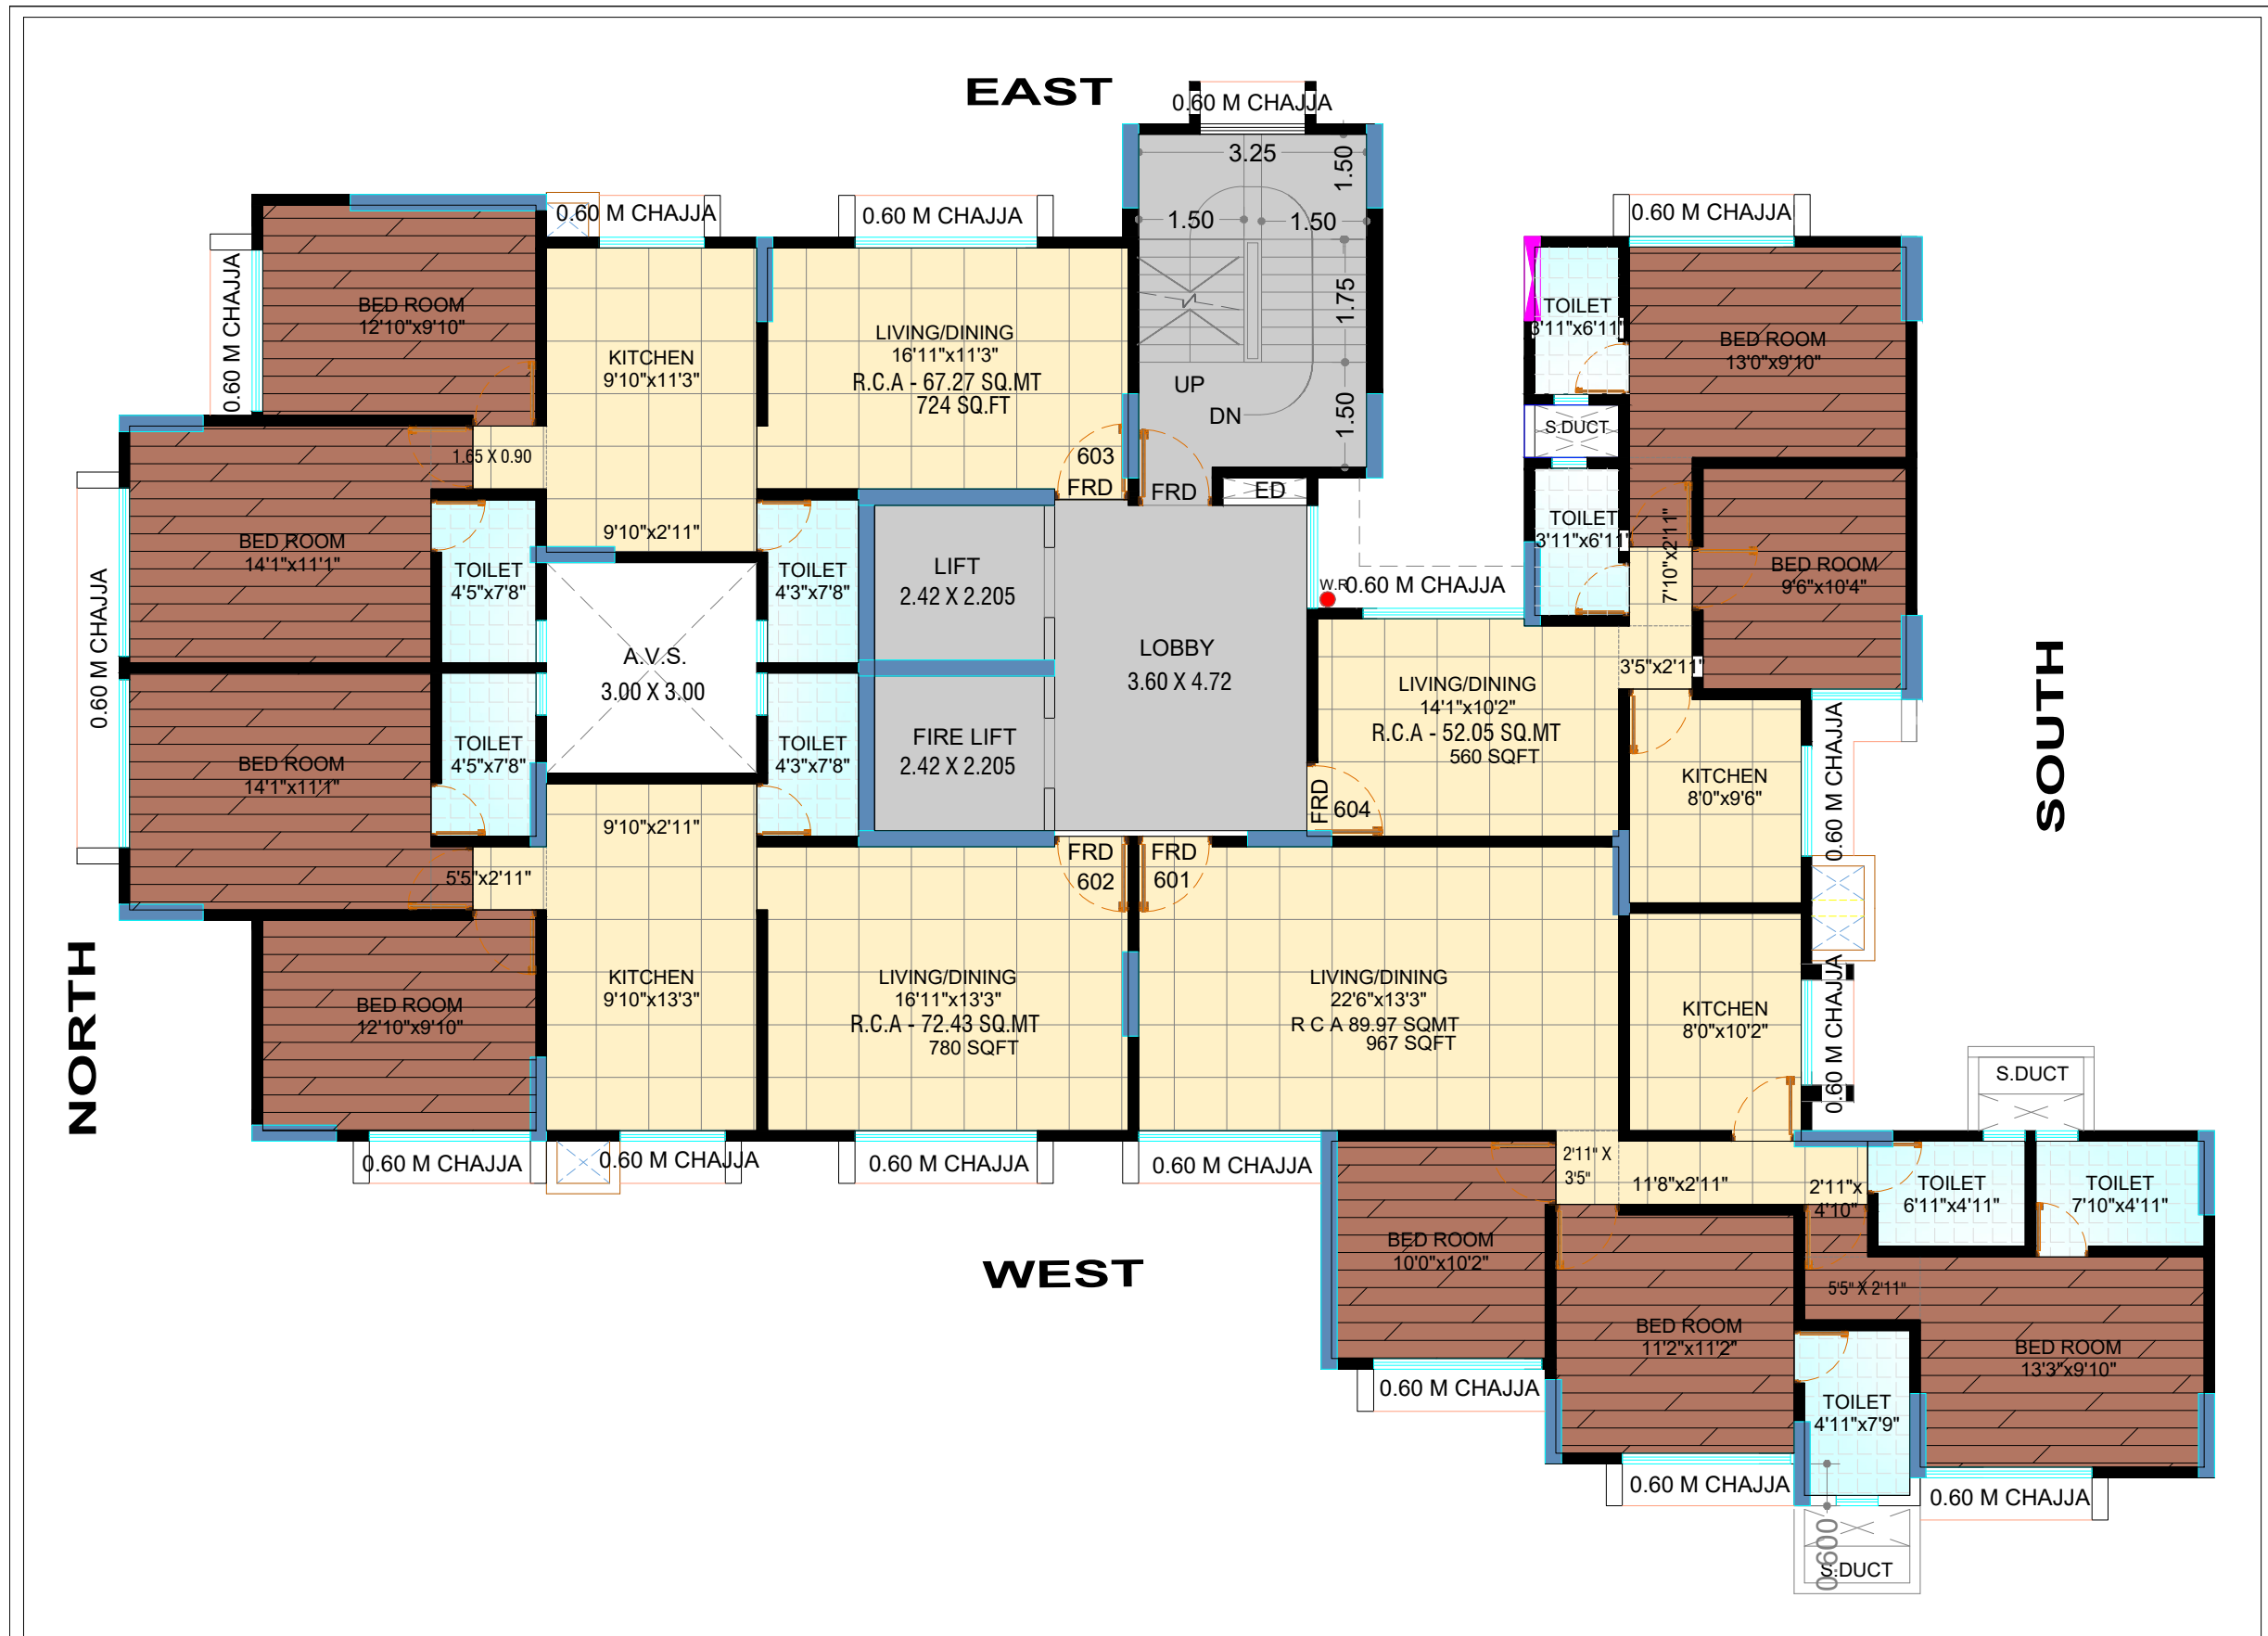 EAST
0.60 M CHAJJA
3.25
1.50
1.50
1.50
1.75
1.50
UP
DN
0.60 M CHAJJA
0.60 M CHAJJA
0.60 M CHAJJA
0.60 M CHAJJA
BED ROOM
12'10"x9'10"
KITCHEN
9'10"x11'3"
LIVING/DINING
16'11"x11'3"
R.C.A - 67.27 SQ.MT
724 SQ.FT
603
FRD
FRD
ED
TOILET
3'11"x6'11"
BED ROOM
13'0"x9'10"
S.DUCT
TOILET
3'11"x6'11"
7'10"x2'11"
BED ROOM
9'6"x10'4"
1.65 X 0.90
9'10"x2'11"
BED ROOM
14'1"x11'1"
TOILET
4'5"x7'8"
TOILET
4'3"x7'8"
LIFT
2.42 X 2.205
W.R
0.60 M CHAJJA
0.60 M CHAJJA
A.V.S.
3.00 X 3.00
LOBBY
3.60 X 4.72
3'5"x2'11"
LIVING/DINING
14'1"x10'2"
R.C.A - 52.05 SQ.MT
560 SQFT
SOUTH
BED ROOM
14'1"x11'1"
TOILET
4'5"x7'8"
TOILET
4'3"x7'8"
FIRE LIFT
2.42 X 2.205
FRD
604
KITCHEN
8'0"x9'6"
0.60 M CHAJJA
9'10"x2'11"
5'5"x2'11"
FRD
602
FRD
601
NORTH
BED ROOM
12'10"x9'10"
KITCHEN
9'10"x13'3"
LIVING/DINING
16'11"x13'3"
R.C.A - 72.43 SQ.MT
780 SQFT
LIVING/DINING
22'6"x13'3"
R C A 89.97 SQMT
967 SQFT
KITCHEN
8'0"x10'2"
0.60 M CHAJJA
S.DUCT
0.60 M CHAJJA
0.60 M CHAJJA
0.60 M CHAJJA
0.60 M CHAJJA
2'11" X
3'5"
11'8"x2'11"
2'11"x
4'10"
TOILET
6'11"x4'11"
TOILET
7'10"x4'11"
WEST
BED ROOM
10'0"x10'2"
5'5" X 2'11"
BED ROOM
11'2"x11'2"
BED ROOM
13'3"x9'10"
0.60 M CHAJJA
TOILET
4'11"x7'9"
0.60 M CHAJJA
0.60 M CHAJJA
0.600
S.DUCT